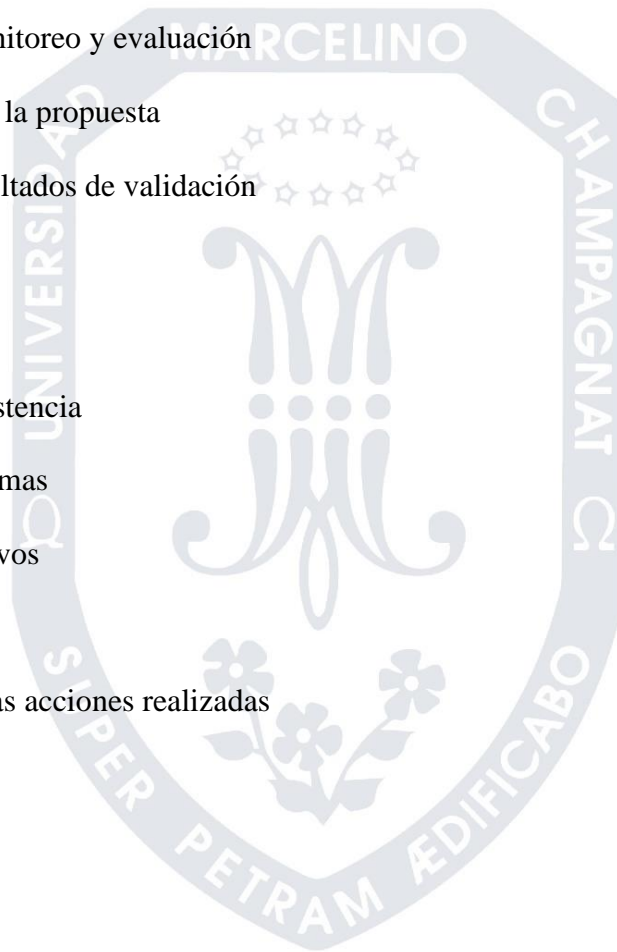 nitoreo y evaluación
MARCELINO
la propuesta
CHAMPAGNAT
ltados de validación
UNIVERSIDAD
stencia
mas
vos
as acciones realizadas
SUPER PETRAM ÆDIFICABO